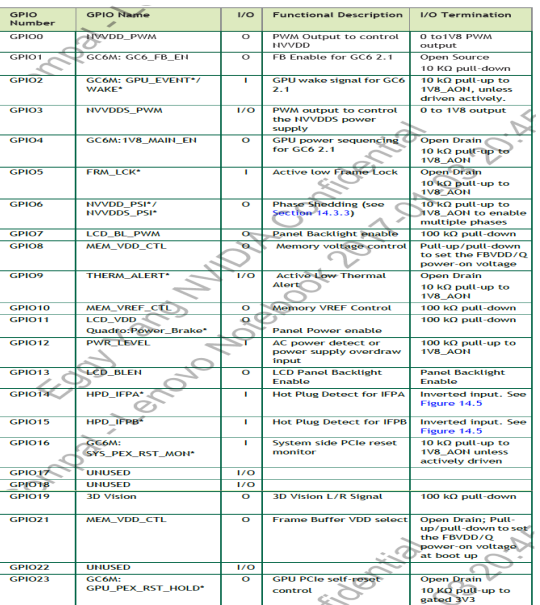 GPIO Number GPIO Name I/O Functional Description I/O Termination
GPIO0 NVVDD_PWM O PWM Output to control NVVDD 0 to1V8 PWM output
GPIO1 GC6M: GC6_FB_EN O FB Enable for GC6 2.1 Open Source 10 KΩ pull-down
GPIO2 GC6M: GPU_EVENT*/ WAKE* I GPU wake signal for GC6 2.1 10 kΩ pull-up to 1V8_AON, unless driven actively.
GPIO3 NVVDDS_PWM I/O PWM output to control the NVVDDS power supply 0 to 1V8 output
GPIO4 GC6M:1V8_MAIN_EN O GPU power sequencing for GC6 2.1 Open Drain 10 kΩ pull-up to 1V8_AON
GPIO5 FRM_LCK* I Active low Frame Lock Open Drain 10 kΩ pull-up to 1V8_AON
GPIO6 NVVDD_PSI*/ NVVDDS_PSI* O Phase Shedding (see Section 14.3.3) 10 kΩ pull-up to 1V8_AON to enable multiple phases
GPIO7 LCD_BL_PWM O Panel Backlight enable 100 kΩ pull-down
GPIO8 MEM_VDD_CTL O Memory voltage control Pull-up/pull-down to set the FBVDD/Q power-on voltage
GPIO9 THERM_ALERT* I/O Active Low Thermal Alert Open Drain 10 kΩ pull-up to 1V8_AON
GPIO10 MEM_VREF_CTL O Memory VREF Control 100 kΩ pull-down
GPIO11 LCD_VDD Quadro:Power_Brake* O Panel Power enable 100 kΩ pull-down
GPIO12 PWR_LEVEL I AC power detect or power supply overdraw input 100 kΩ pull-up to 1V8_AON
GPIO13 LCD_BLEN O LCD Panel Backlight Enable Panel Backlight Enable
GPIO14 HPD_IFPA* I Hot Plug Detect for IFPA Inverted input. See Figure 14.5
GPIO15 HPD_IFPB* I Hot Plug Detect for IFPB Inverted input. See Figure 14.5
GPIO16 GC6M: SYS_PEX_RST_MON* I System side PCIe reset monitor 10 kΩ pull-up to 1V8_AON unless actively driven
GPIO17 UNUSED I/O
GPIO18 UNUSED I/O
GPIO19 3D Vision O 3D Vision L/R Signal 100 kΩ pull-down
GPIO21 MEM_VDD_CTL O Frame Buffer VDD select Open Drain; Pull-up/pull-down to set the FBVDD/Q power-on voltage at boot up
GPIO22 UNUSED I/O
GPIO23 GC6M: GPU_PEX_RST_HOLD* O GPU PCIe self-reset control Open Drain 10 KΩ pull-up to gated 3V3